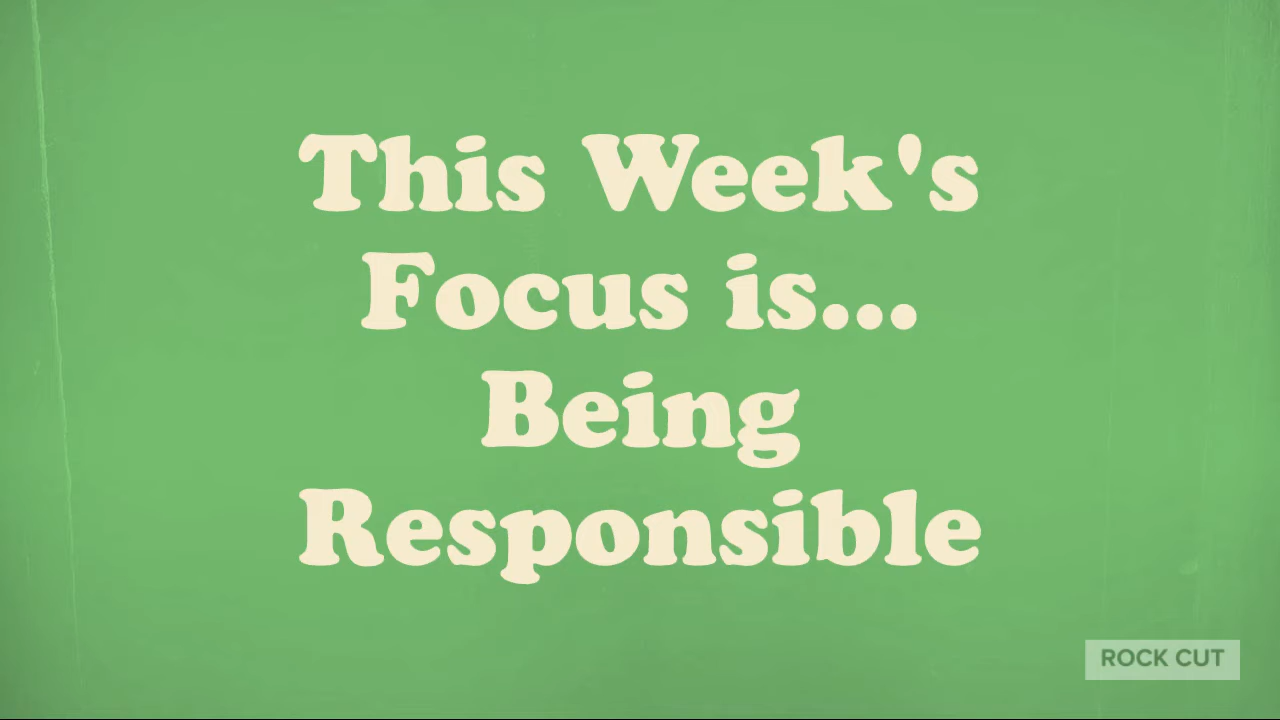 This Week's
Focus is...
Being
Responsible
ROCK CUT